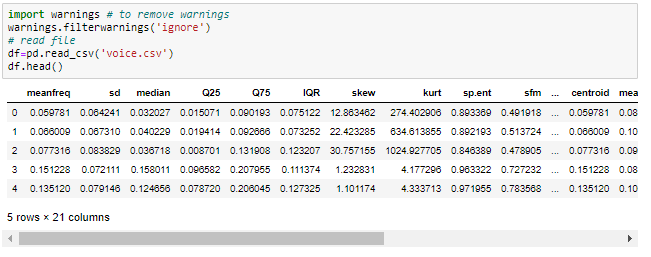 import warnings # to remove warnings
warnings.filterwarnings('ignore')
# read file
df=pd.read_csv('voice.csv')
df.head()
meanfreq sd median Q25 Q75 IQR skew kurt sp.ent sfm ... centroid mea
0 0.059781 0.064241 0.032027 0.015071 0.090193 0.075122 12.863462 274.402906 0.893369 0.491918 ... 0.059781 0.08
1 0.066009 0.067310 0.040229 0.019414 0.092666 0.073252 22.423285 634.613855 0.892193 0.513724 ... 0.066009 0.10
2 0.077316 0.083829 0.036718 0.008701 0.131908 0.123207 30.757155 1024.927705 0.846389 0.478905 ... 0.077316 0.09
3 0.151228 0.072111 0.158011 0.096582 0.207955 0.111374 1.232831 4.177296 0.963322 0.727232 ... 0.151228 0.08
4 0.135120 0.079146 0.124656 0.078720 0.206045 0.127325 1.101174 4.333713 0.971955 0.783568 ... 0.135120 0.10
5 rows × 21 columns